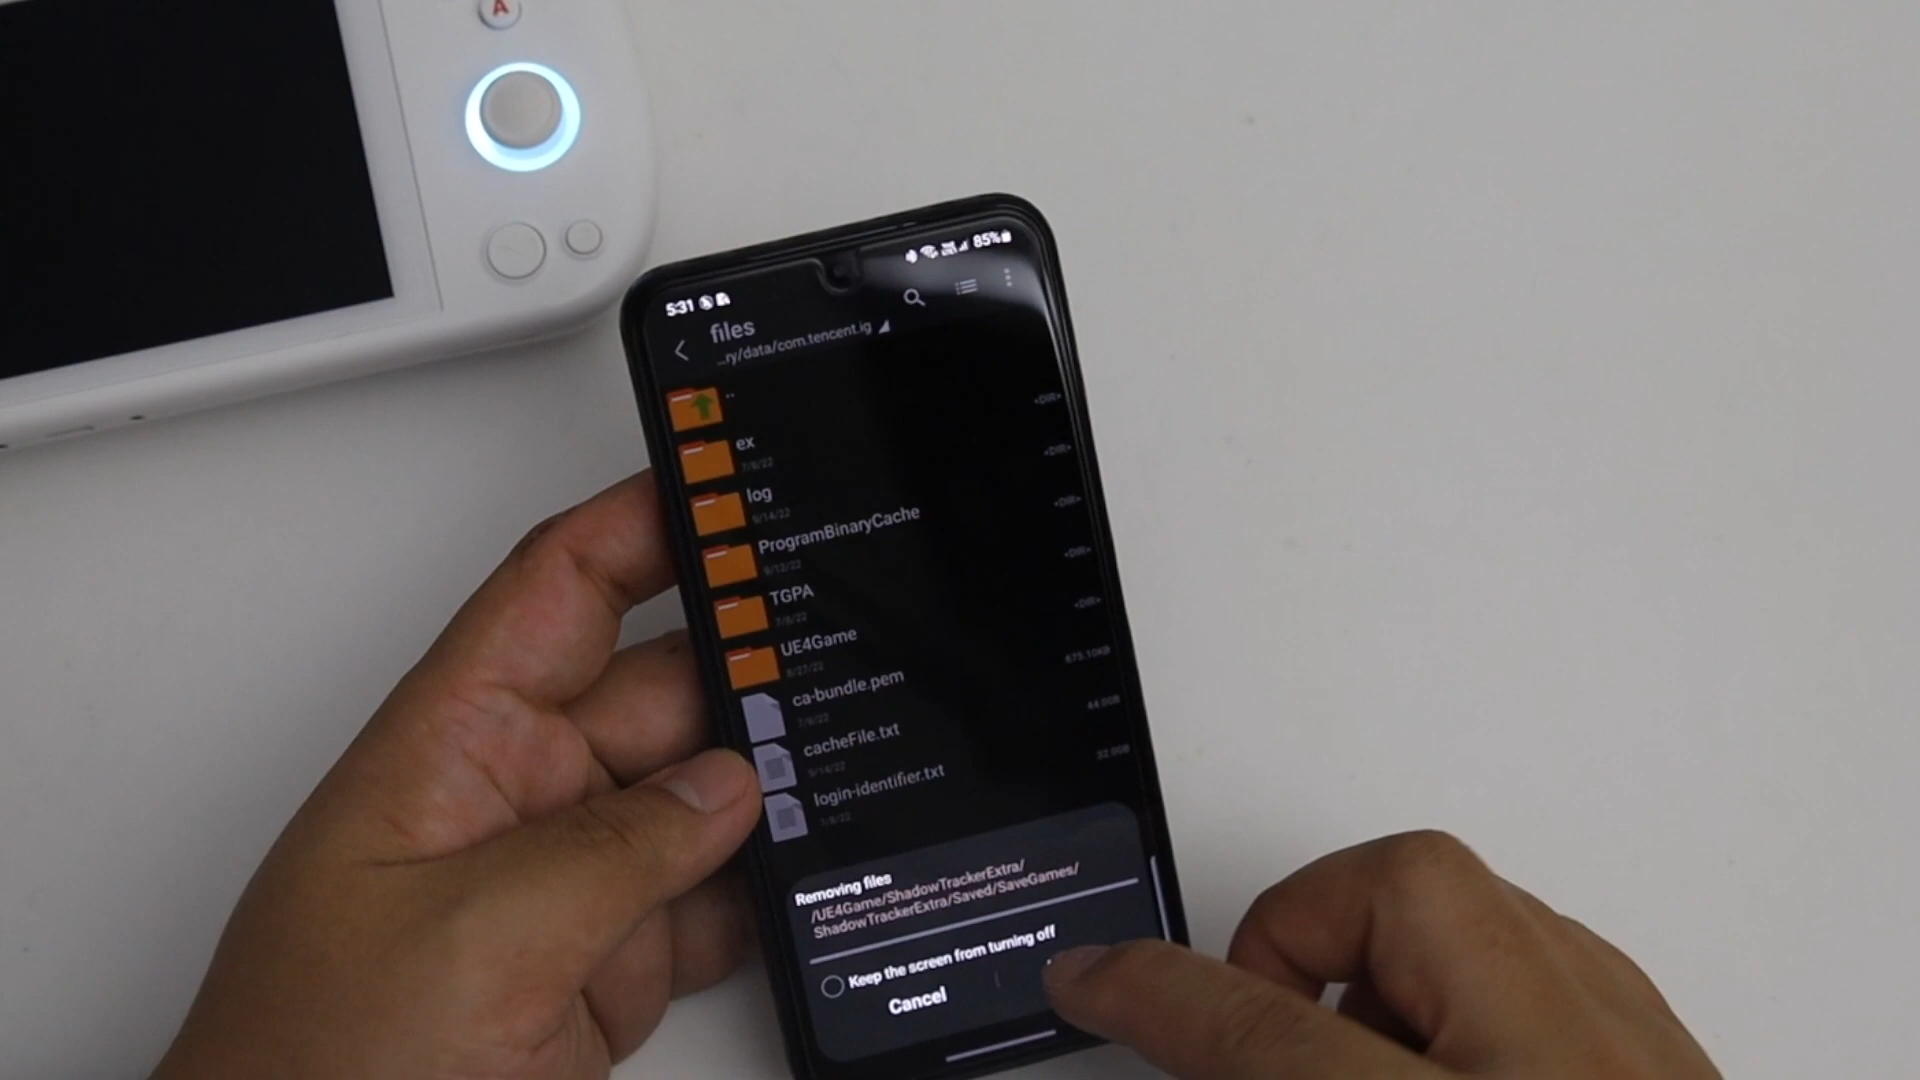 A
5:31
85%
files
...ry/data/com.tencent.ig
..
<DIR>
ex
7/8/22
<DIR>
log
9/14/22
<DIR>
ProgramBinaryCache
9/12/22
<DIR>
TGPA
7/8/22
<DIR>
UE4Game
8/27/22
675.10KB
ca-bundle.pem
7/8/22
44.00B
cacheFile.txt
9/14/22
32.00B
login-identifier.txt
7/8/22
Removing files
/UE4Game/ShadowTrackerExtra/
ShadowTrackerExtra/Saved/SaveGames/
Keep the screen from turning off
Cancel